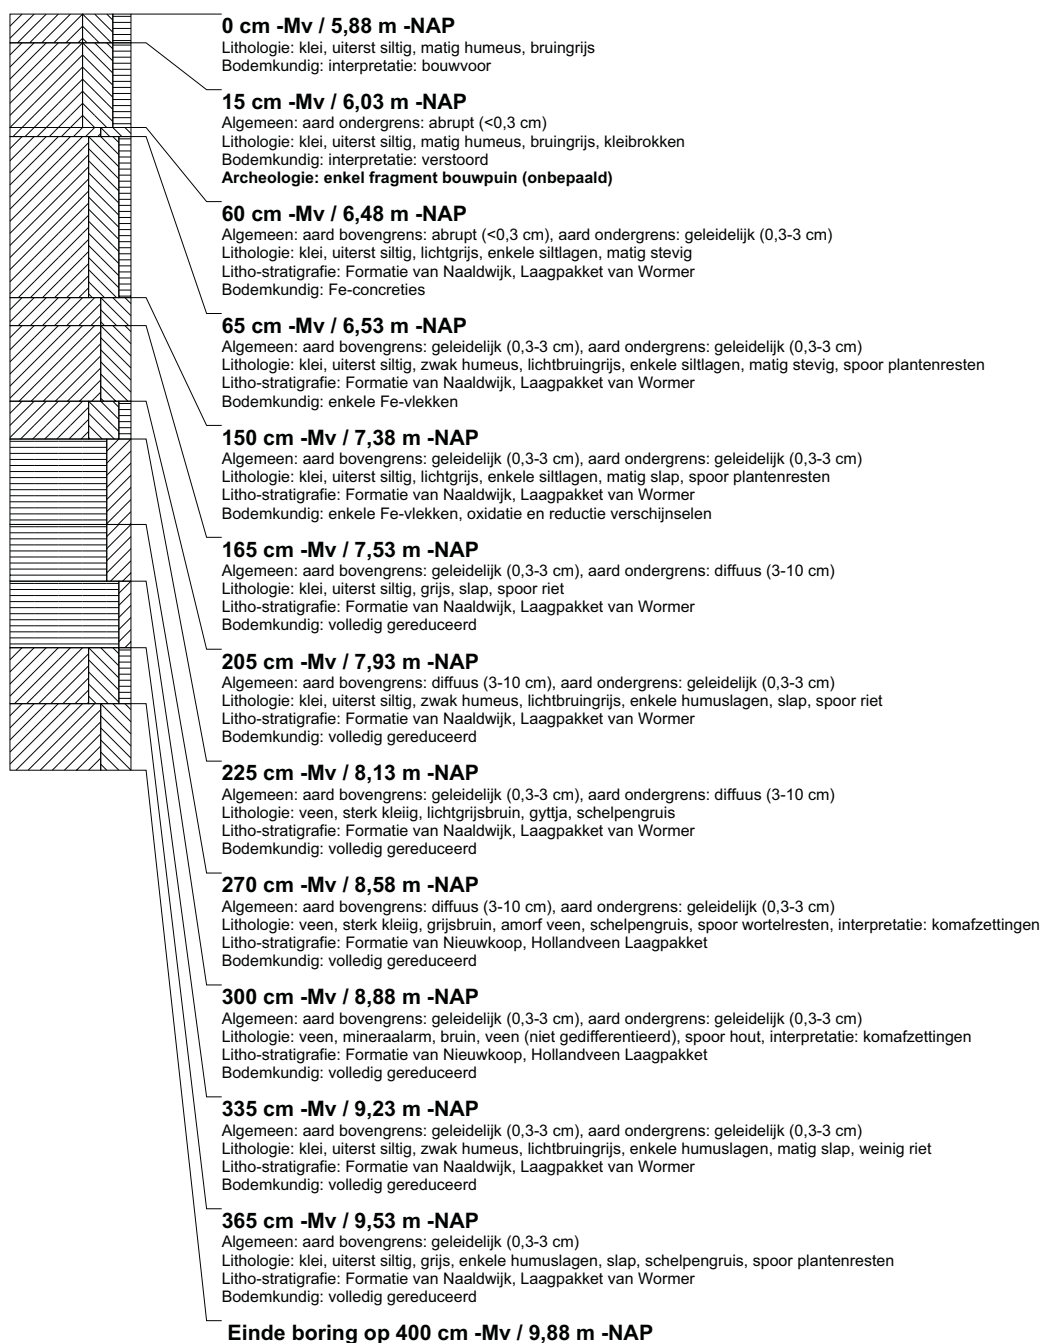 0 cm -Mv / 5,88 m -NAP
Lithologie: klei, uiterst siltig, matig humeus, bruingrijs
Bodemkundig: interpretatie: bouwvoor
15 cm -Mv / 6,03 m -NAP
Algemeen: aard ondergrens: abrupt (<0,3 cm)
Lithologie: klei, uiterst siltig, matig humeus, bruingrijs, kleibrokken
Bodemkundig: interpretatie: verstoord
Archeologie: enkel fragment bouwpuin (onbepaald)
60 cm -Mv / 6,48 m -NAP
Algemeen: aard bovengrens: abrupt (<0,3 cm), aard ondergrens: geleidelijk (0,3-3 cm)
Lithologie: klei, uiterst siltig, lichtgrijs, enkele siltlagen, matig stevig
Litho-stratigrafie: Formatie van Naaldwijk, Laagpakket van Wormer
Bodemkundig: Fe-concreties
65 cm -Mv / 6,53 m -NAP
Algemeen: aard bovengrens: geleidelijk (0,3-3 cm), aard ondergrens: geleidelijk (0,3-3 cm)
Lithologie: klei, uiterst siltig, zwak humeus, lichtbruingrijs, enkele siltlagen, matig stevig, spoor plantenresten
Litho-stratigrafie: Formatie van Naaldwijk, Laagpakket van Wormer
Bodemkundig: enkele Fe-vlekken
150 cm -Mv / 7,38 m -NAP
Algemeen: aard bovengrens: geleidelijk (0,3-3 cm), aard ondergrens: geleidelijk (0,3-3 cm)
Lithologie: klei, uiterst siltig, lichtgrijs, enkele siltlagen, matig slap, spoor plantenresten
Litho-stratigrafie: Formatie van Naaldwijk, Laagpakket van Wormer
Bodemkundig: enkele Fe-vlekken, oxidatie en reductie verschijnselen
165 cm -Mv / 7,53 m -NAP
Algemeen: aard bovengrens: geleidelijk (0,3-3 cm), aard ondergrens: diffuus (3-10 cm)
Lithologie: klei, uiterst siltig, grijs, slap, spoor riet
Litho-stratigrafie: Formatie van Naaldwijk, Laagpakket van Wormer
Bodemkundig: volledig gereduceerd
205 cm -Mv / 7,93 m -NAP
Algemeen: aard bovengrens: diffuus (3-10 cm), aard ondergrens: geleidelijk (0,3-3 cm)
Lithologie: klei, uiterst siltig, zwak humeus, lichtbruingrijs, enkele humuslagen, slap, spoor riet
Litho-stratigrafie: Formatie van Naaldwijk, Laagpakket van Wormer
Bodemkundig: volledig gereduceerd
225 cm -Mv / 8,13 m -NAP
Algemeen: aard bovengrens: geleidelijk (0,3-3 cm), aard ondergrens: diffuus (3-10 cm)
Lithologie: veen, sterk kleiig, lichtgrijsbruin, gyttja, schelpengruis
Litho-stratigrafie: Formatie van Naaldwijk, Laagpakket van Wormer
Bodemkundig: volledig gereduceerd
270 cm -Mv / 8,58 m -NAP
Algemeen: aard bovengrens: diffuus (3-10 cm), aard ondergrens: geleidelijk (0,3-3 cm)
Lithologie: veen, sterk kleiig, grijsbruin, amorf veen, schelpengruis, spoor wortelresten, interpretatie: komafzettingen
Litho-stratigrafie: Formatie van Nieuwkoop, Hollandveen Laagpakket
Bodemkundig: volledig gereduceerd
300 cm -Mv / 8,88 m -NAP
Algemeen: aard bovengrens: geleidelijk (0,3-3 cm), aard ondergrens: geleidelijk (0,3-3 cm)
Lithologie: veen, mineraalarm, bruin, veen (niet gedifferentieerd), spoor hout, interpretatie: komafzettingen
Litho-stratigrafie: Formatie van Nieuwkoop, Hollandveen Laagpakket
Bodemkundig: volledig gereduceerd
335 cm -Mv / 9,23 m -NAP
Algemeen: aard bovengrens: geleidelijk (0,3-3 cm), aard ondergrens: geleidelijk (0,3-3 cm)
Lithologie: klei, uiterst siltig, zwak humeus, lichtbruingrijs, enkele humuslagen, matig slap, weinig riet
Litho-stratigrafie: Formatie van Naaldwijk, Laagpakket van Wormer
Bodemkundig: volledig gereduceerd
365 cm -Mv / 9,53 m -NAP
Algemeen: aard bovengrens: geleidelijk (0,3-3 cm)
Lithologie: klei, uiterst siltig, grijs, enkele humuslagen, slap, schelpengruis, spoor plantenresten
Litho-stratigrafie: Formatie van Naaldwijk, Laagpakket van Wormer
Bodemkundig: volledig gereduceerd
Einde boring op 400 cm -Mv / 9,88 m -NAP